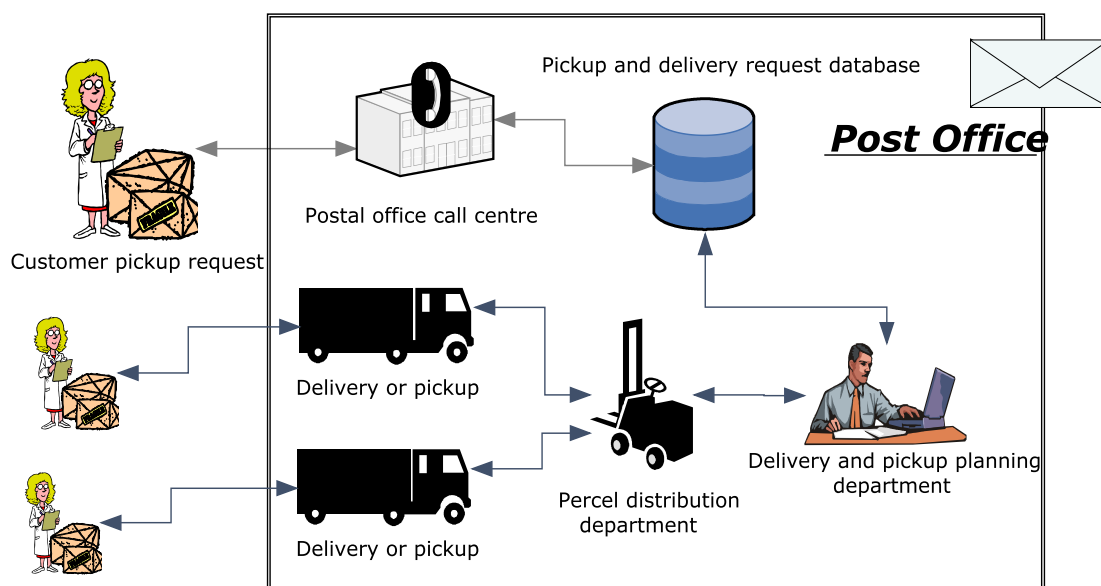 Pickup and delivery request database
Post Office
Postal office call centre
FRAGILE
Customer pickup request
Delivery or pickup
Delivery and pickup planning
department
Percel distribution
department
Delivery or pickup